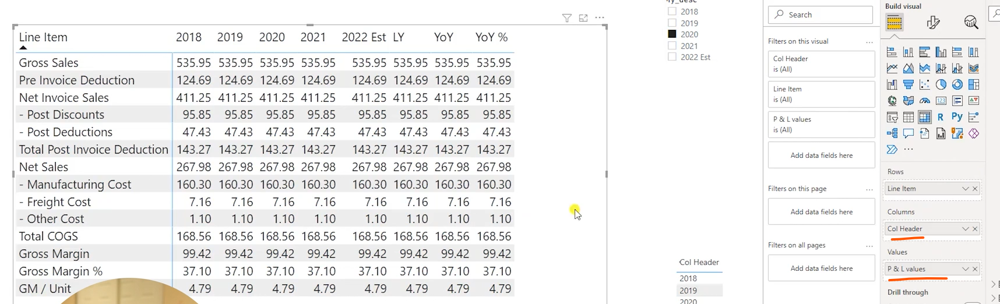 Line Item 2018 2019 2020 2021 2022 Est LY YoY YoY %
Gross Sales 535.95 535.95 535.95 535.95 535.95 535.95 535.95 535.95
Pre Invoice Deduction 124.69 124.69 124.69 124.69 124.69 124.69 124.69 124.69
Net Invoice Sales 411.25 411.25 411.25 411.25 411.25 411.25 411.25 411.25
- Post Discounts 95.85 95.85 95.85 95.85 95.85 95.85 95.85 95.85
- Post Deductions 47.43 47.43 47.43 47.43 47.43 47.43 47.43 47.43
Total Post Invoice Deduction 143.27 143.27 143.27 143.27 143.27 143.27 143.27 143.27
Net Sales 267.98 267.98 267.98 267.98 267.98 267.98 267.98 267.98
- Manufacturing Cost 160.30 160.30 160.30 160.30 160.30 160.30 160.30 160.30
- Freight Cost 7.16 7.16 7.16 7.16 7.16 7.16 7.16 7.16
- Other Cost 1.10 1.10 1.10 1.10 1.10 1.10 1.10 1.10
Total COGS 168.56 168.56 168.56 168.56 168.56 168.56 168.56 168.56
Gross Margin 99.42 99.42 99.42 99.42 99.42 99.42 99.42 99.42
Gross Margin % 37.10 37.10 37.10 37.10 37.10 37.10 37.10 37.10
GM / Unit 4.79 4.79 4.79 4.79 4.79 4.79 4.79 4.79
2018
2019
2020
2021
2022 Est
Col Header
2018
2019
2020
Search
Filters on this visual
Col Header
is (All)
Line Item
is (All)
P & L values
is (All)
Add data fields here
Filters on this page
Add data fields here
Filters on all pages
Add data fields here
Build visual
123
R
Py
Rows
Line Item
Columns
Col Header
Values
P & L values
Drill through